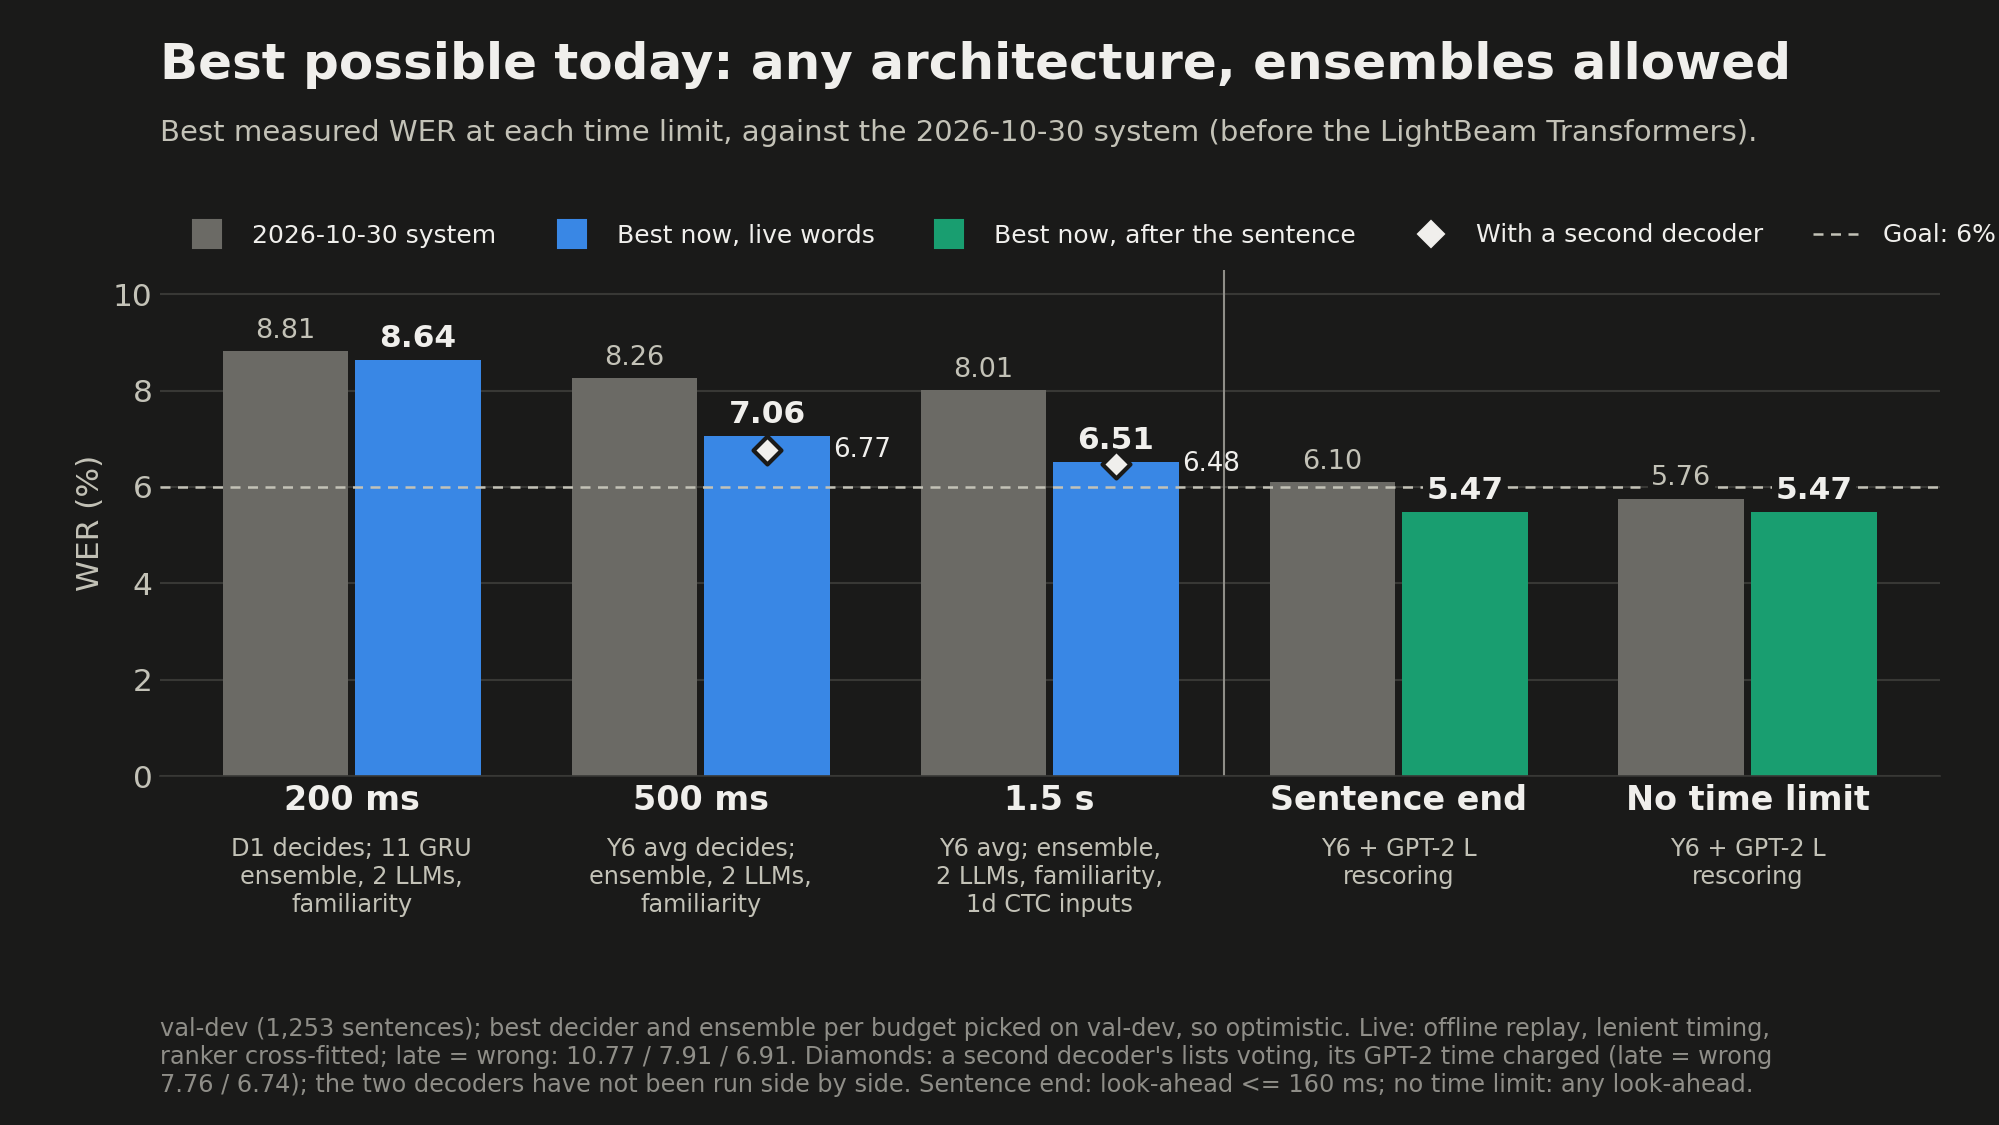 Best possible today: any architecture, ensembles allowed
Best measured WER at each time limit, against the 2026-10-30 system (before the LightBeam Transformers).
2026-10-30 system
Best now, live words
Best now, after the sentence
With a second decoder
Goal: 6%
WER (%)
10
8
6
4
2
0
8.81
8.64
8.26
7.06
6.77
8.01
6.51
6.48
6.10
5.47
5.76
5.47
200 ms
D1 decides; 11 GRU
ensemble, 2 LLMs,
familiarity
500 ms
Y6 avg decides;
ensemble, 2 LLMs,
familiarity
1.5 s
Y6 avg; ensemble,
2 LLMs, familiarity,
1d CTC inputs
Sentence end
Y6 + GPT-2 L
rescoring
No time limit
Y6 + GPT-2 L
rescoring
val-dev (1,253 sentences); best decider and ensemble per budget picked on val-dev, so optimistic. Live: offline replay, lenient timing,
ranker cross-fitted; late = wrong: 10.77 / 7.91 / 6.91. Diamonds: a second decoder's lists voting, its GPT-2 time charged (late = wrong
7.76 / 6.74); the two decoders have not been run side by side. Sentence end: look-ahead <= 160 ms; no time limit: any look-ahead.